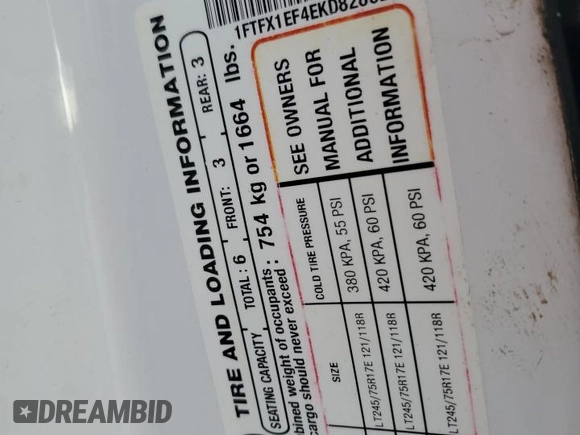 1FTFX1EF4EKD82
TIRE AND LOADING INFORMATION
SEATING CAPACITY TOTAL : 6 FRONT: 3 REAR: 3
bined weight of occupants :
cargo should never exceed : 754 kg or 1664 lbs.
SIZE COLD TIRE PRESSURE
LT245/75R17E 121/118R 380 KPA, 55 PSI
LT245/75R17E 121/118R 420 KPA, 60 PSI
LT245/75R17E 121/118R 420 KPA, 60 PSI
SEE OWNERS
MANUAL FOR
ADDITIONAL
INFORMATION
DREAMBID